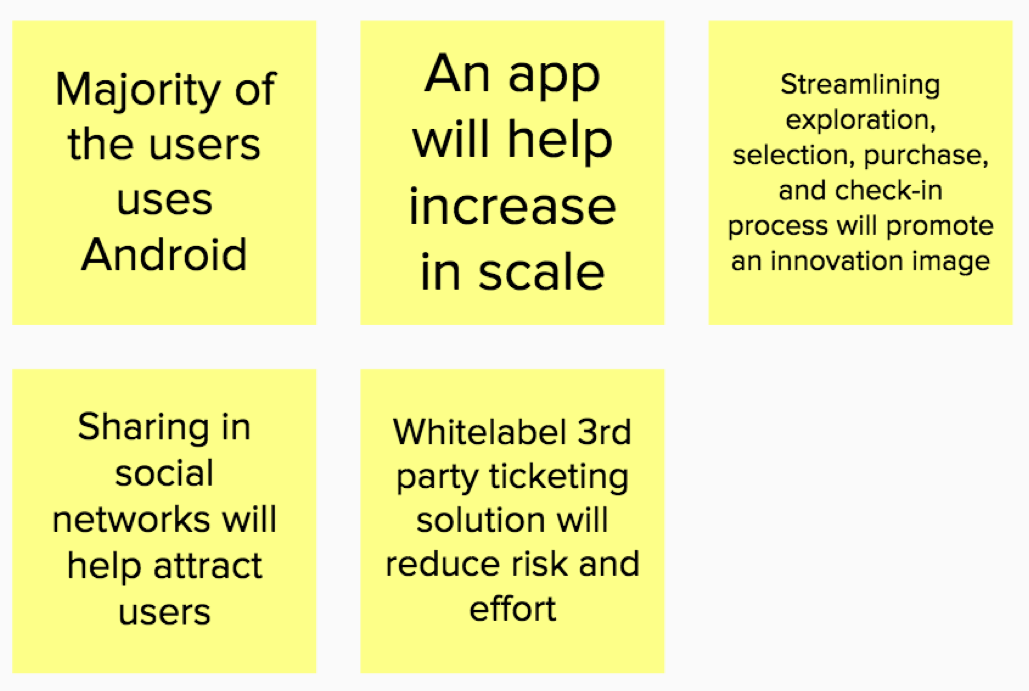 Majority of
the users
uses
Android
An app
will help
increase
in scale
Streamlining
exploration,
selection, purchase,
and check-in
process will promote
an innovation image
Sharing in
social
networks will
help attract
users
Whitelabel 3rd
party ticketing
solution will
reduce risk and
effort